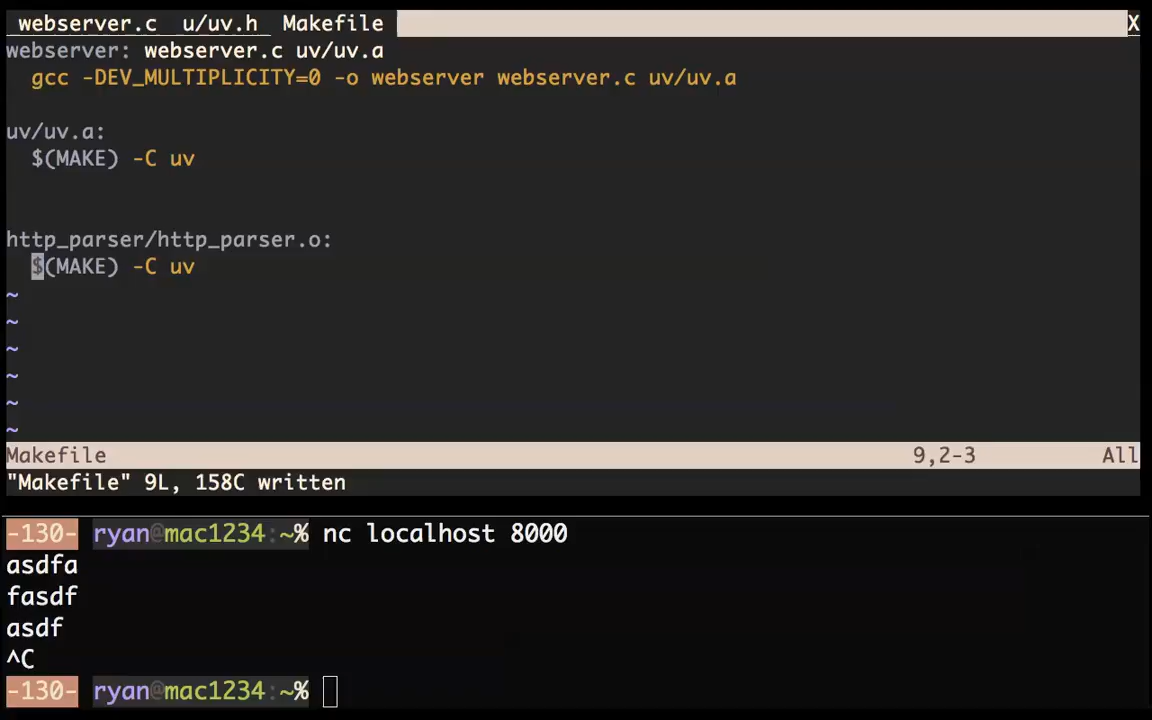 webserver.c  u/uv.h  Makefile X
webserver: webserver.c uv/uv.a
  gcc -DEV_MULTIPLICITY=0 -o webserver webserver.c uv/uv.a
uv/uv.a:
  $(MAKE) -C uv
http_parser/http_parser.o:
  $(MAKE) -C uv
~
~
~
~
~
~
Makefile 9,2-3 All
"Makefile" 9L, 158C written
-130- ryan@mac1234:~% nc localhost 8000
asdfa
fasdf
asdf
^C
-130- ryan@mac1234:~%